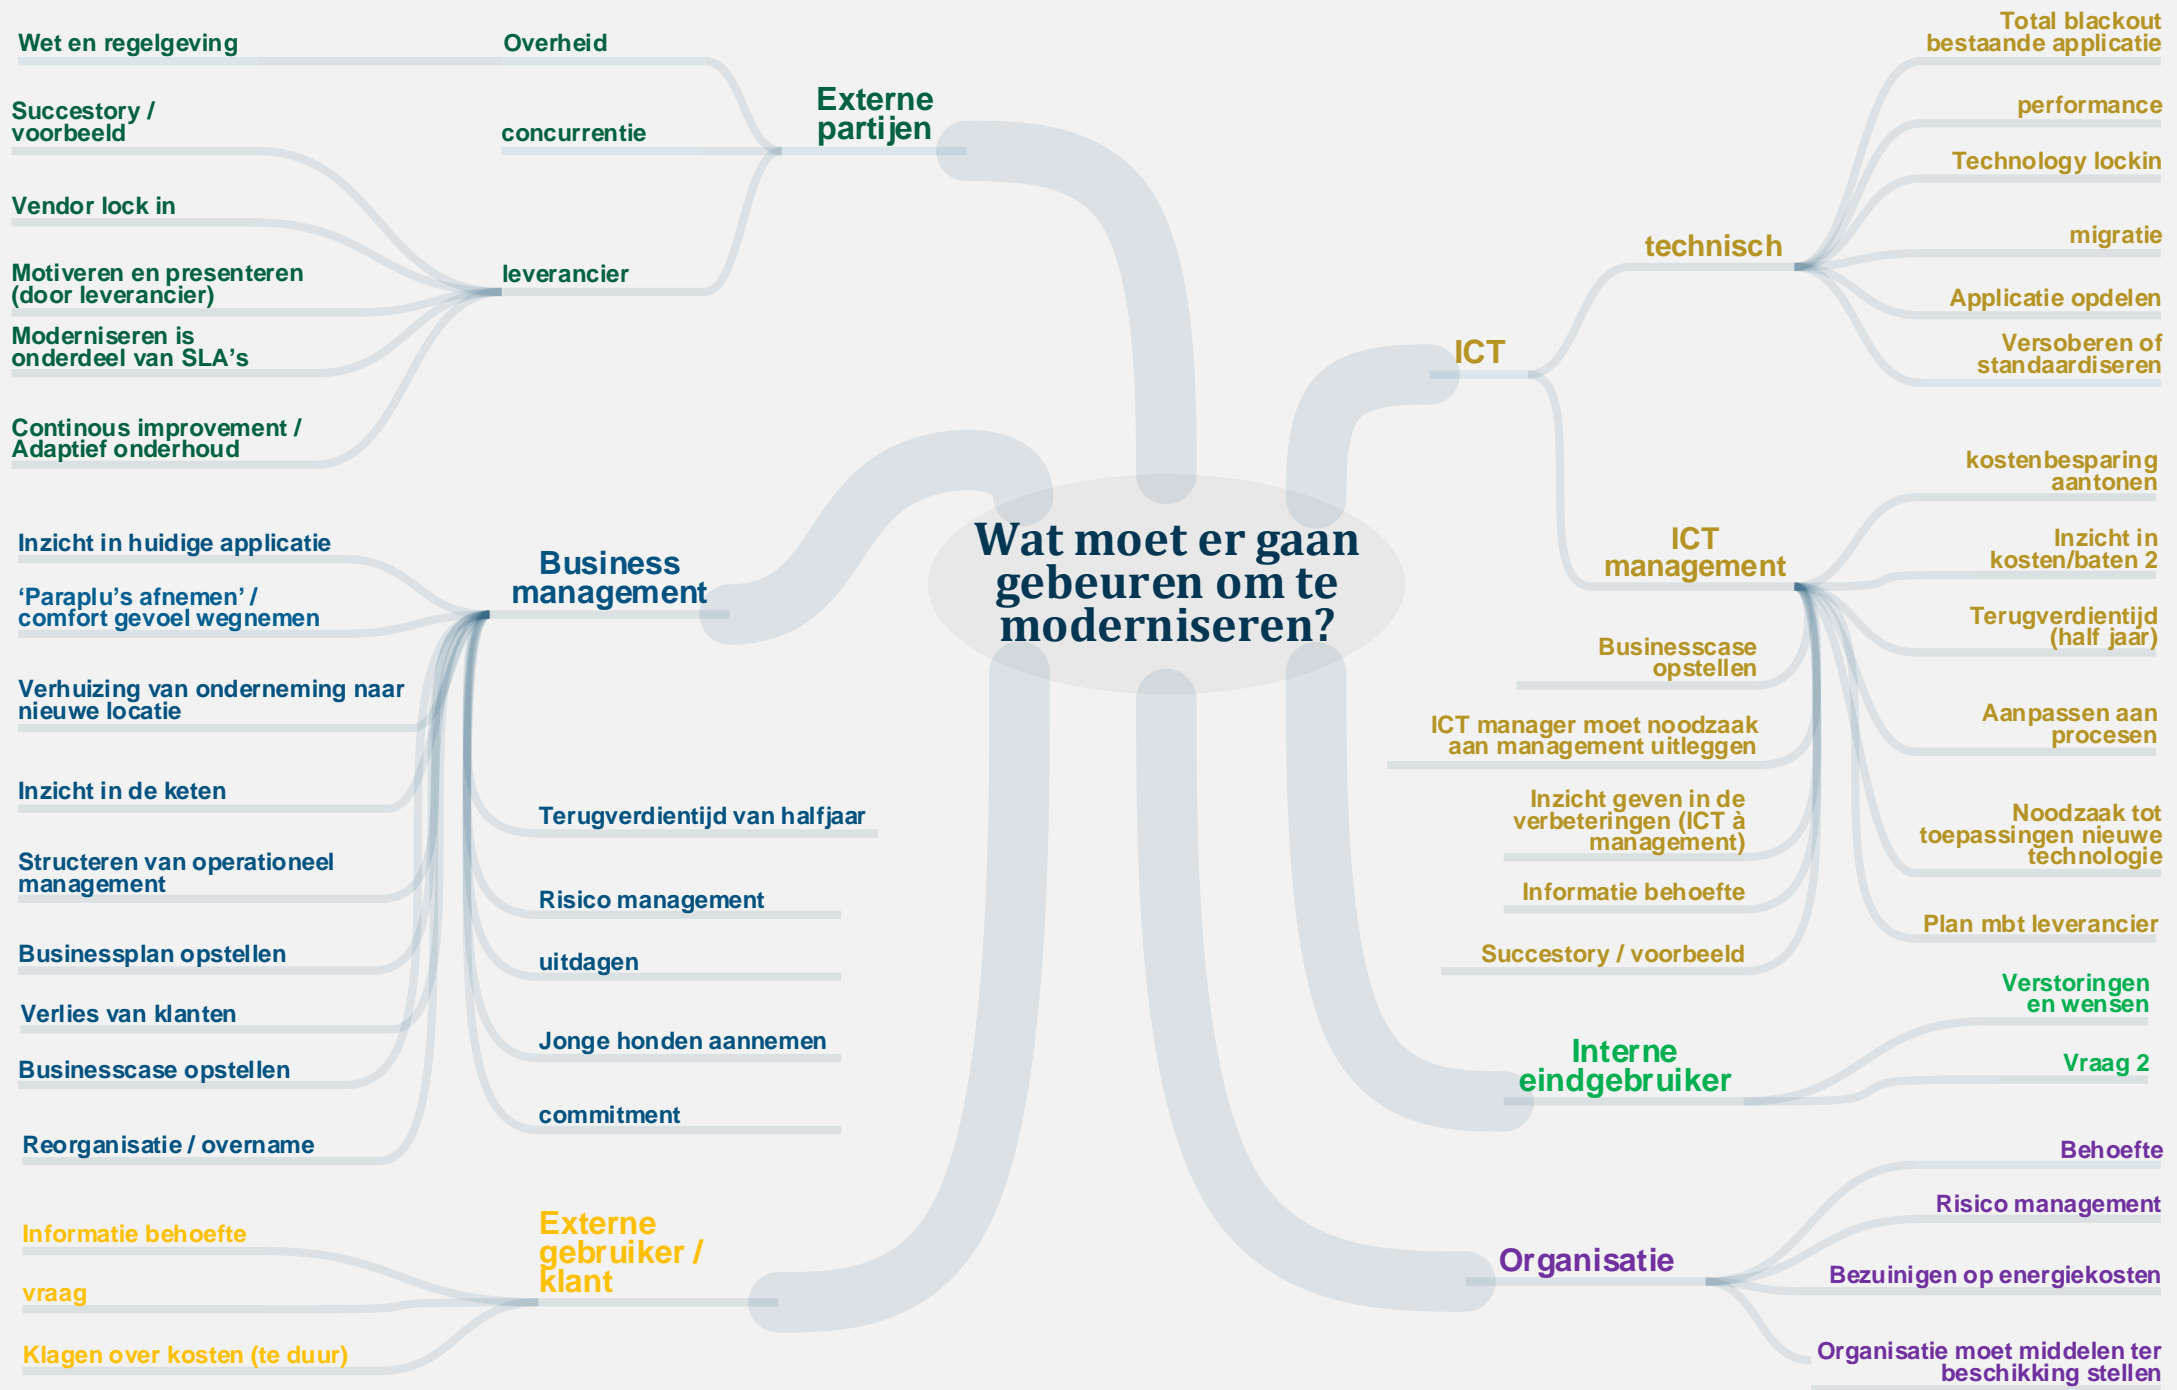 Wet en regelgeving
Overheid
Succestory /
voorbeeld
concurrentie
Externe
partijen
Vendor lock in
Motiveren en presenteren
(door leverancier)
leverancier
Moderniseren is
onderdeel van SLA’s
Continous improvement /
Adaptief onderhoud
Inzicht in huidige applicatie
‘Paraplu’s afnemen’ /
comfort gevoel wegnemen
Business
management
Verhuizing van onderneming naar
nieuwe locatie
Inzicht in de keten
Structeren van operationeel
management
Businessplan opstellen
Verlies van klanten
Businesscase opstellen
Reorganisatie / overname
Terugverdientijd van halfjaar
Risico management
uitdagen
Jonge honden aannemen
commitment
Informatie behoefte
vraag
Klagen over kosten (te duur)
Externe
gebruiker /
klant
Wat moet er gaan
gebeuren om te
moderniseren?
Total blackout
bestaande applicatie
performance
Technology lockin
technisch
migratie
Applicatie opdelen
Versoberen of
standaardiseren
ICT
kostenbesparing
aantonen
ICT
management
Inzicht in
kosten/baten 2
Terugverdientijd
(half jaar)
Businesscase
opstellen
Aanpassen aan
procesen
ICT manager moet noodzaak
aan management uitleggen
Inzicht geven in de
verbeteringen (ICT à
management)
Noodzaak tot
toepassingen nieuwe
technologie
Informatie behoefte
Plan mbt leverancier
Succestory / voorbeeld
Verstoringen
en wensen
Interne
eindgebruiker
Vraag 2
Behoefte
Risico management
Organisatie
Bezuinigen op energiekosten
Organisatie moet middelen ter
beschikking stellen